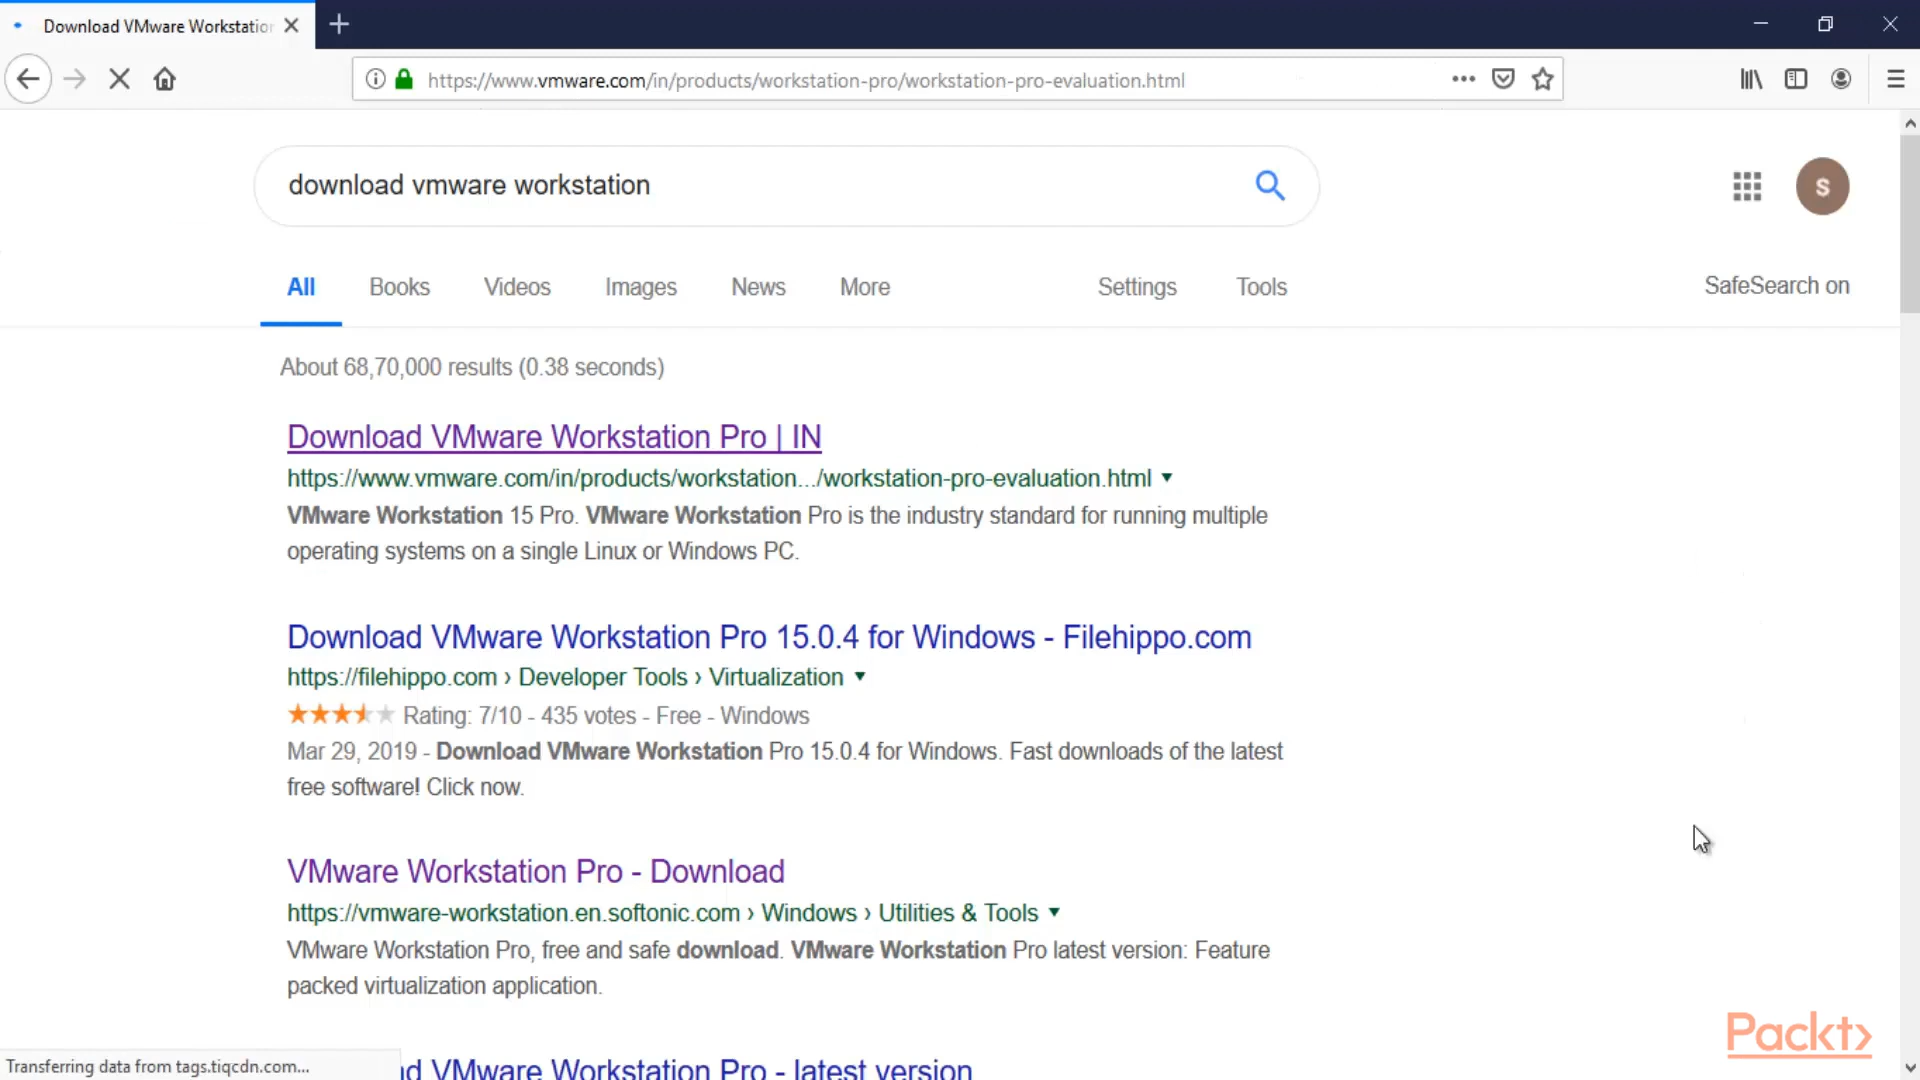 Download VMware Workstation
https://www.vmware.com/in/products/workstation-pro/workstation-pro-evaluation.html
download vmware workstation
S
All Books Videos Images News More Settings Tools SafeSearch on
About 68,70,000 results (0.38 seconds)
Download VMware Workstation Pro | IN
https://www.vmware.com/in/products/workstation.../workstation-pro-evaluation.html
VMware Workstation 15 Pro. VMware Workstation Pro is the industry standard for running multiple
operating systems on a single Linux or Windows PC.
Download VMware Workstation Pro 15.0.4 for Windows - Filehippo.com
https://filehippo.com › Developer Tools › Virtualization
Rating: 7/10 - 435 votes - Free - Windows
Mar 29, 2019 - Download VMware Workstation Pro 15.0.4 for Windows. Fast downloads of the latest
free software! Click now.
VMware Workstation Pro - Download
https://vmware-workstation.en.softonic.com › Windows › Utilities & Tools
VMware Workstation Pro, free and safe download. VMware Workstation Pro latest version: Feature
packed virtualization application.
Packt>
Transferring data from tags.tiqcdn.com...
VMware Workstation Pro - latest version